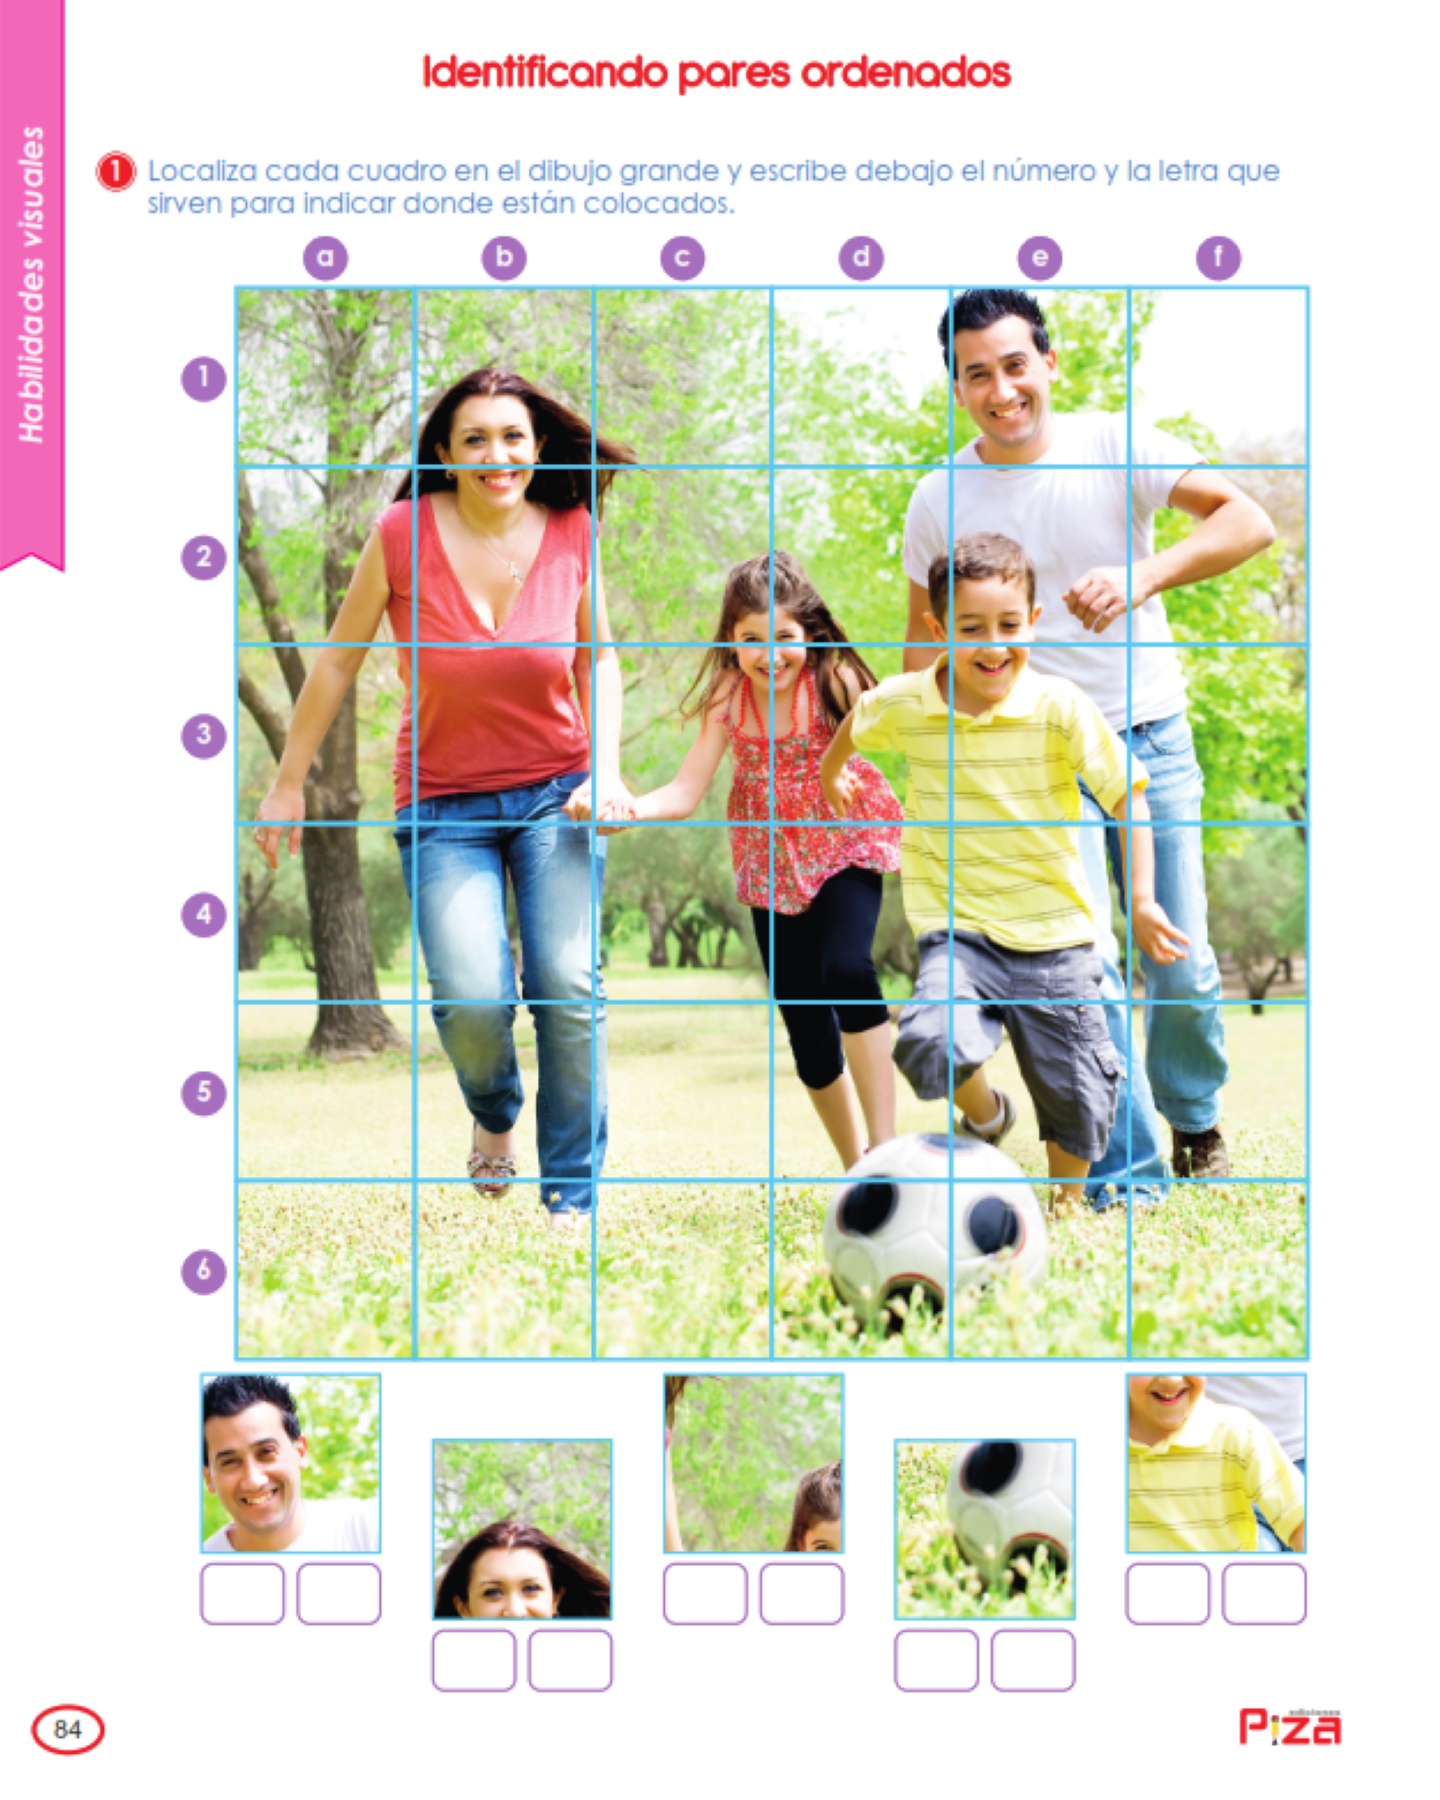 Habilidades visuales
Identificando pares ordenados
1 Localiza cada cuadro en el dibujo grande y escribe debajo el número y la letra que
sirven para indicar donde están colocados.
a b c d e f
1
2
3
4
5
6
84
ediciones
Piza